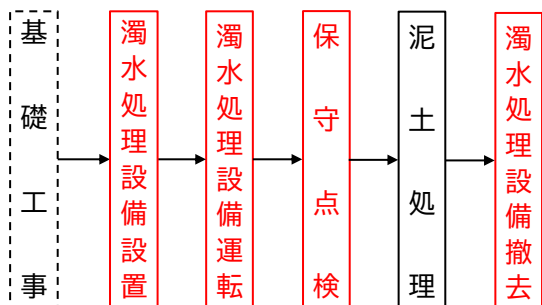 基礎工事
濁水処理設備設置
濁水処理設備運転
保守点検
泥土処理
濁水処理設備撤去